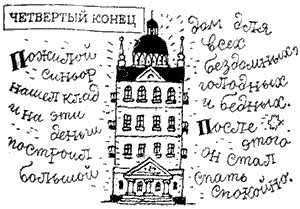 ЧЕТВЕРТЫЙ КОНЕЦ
Пожилой
синьор
нашел клад
и на эти
деньги
построил
большой
дом для
всех
бездомных,
голодных
и бедных.
После
этого
он стал
спать
спокойно.